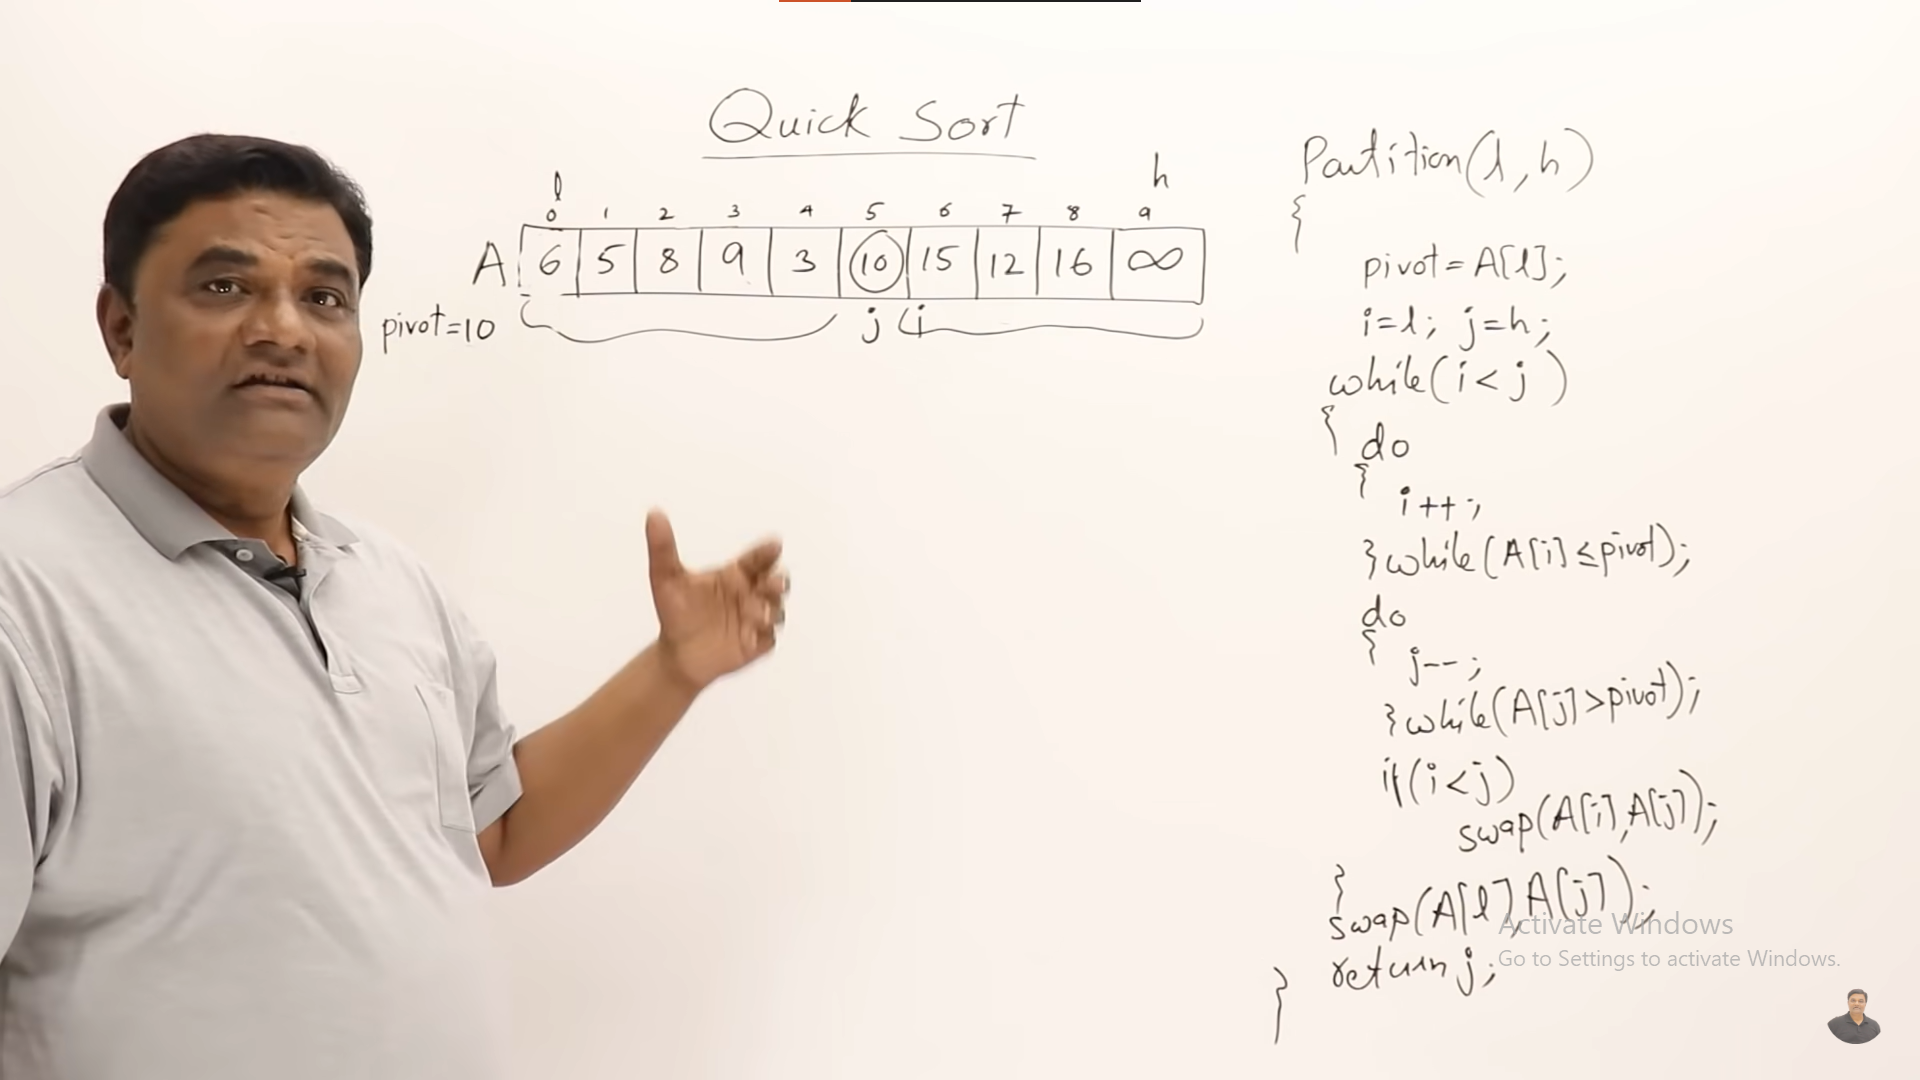 Quick Sort
l h
0 1 2 3 4 5 6 7 8 9
A 6 5 8 9 3 10 15 12 16 ∞
pivot=10 j i
Partition(l,h)
{
pivot=A[l];
i=l; j=h;
while(i<j)
{ do
{
i++;
}while(A[i]≤pivot);
do
{
j--;
}while(A[j]>pivot);
if(i<j)
swap(A[i],A[j]);
}
swap(A[l],A[j]);
return j;
}
Activate Windows
Go to Settings to activate Windows.